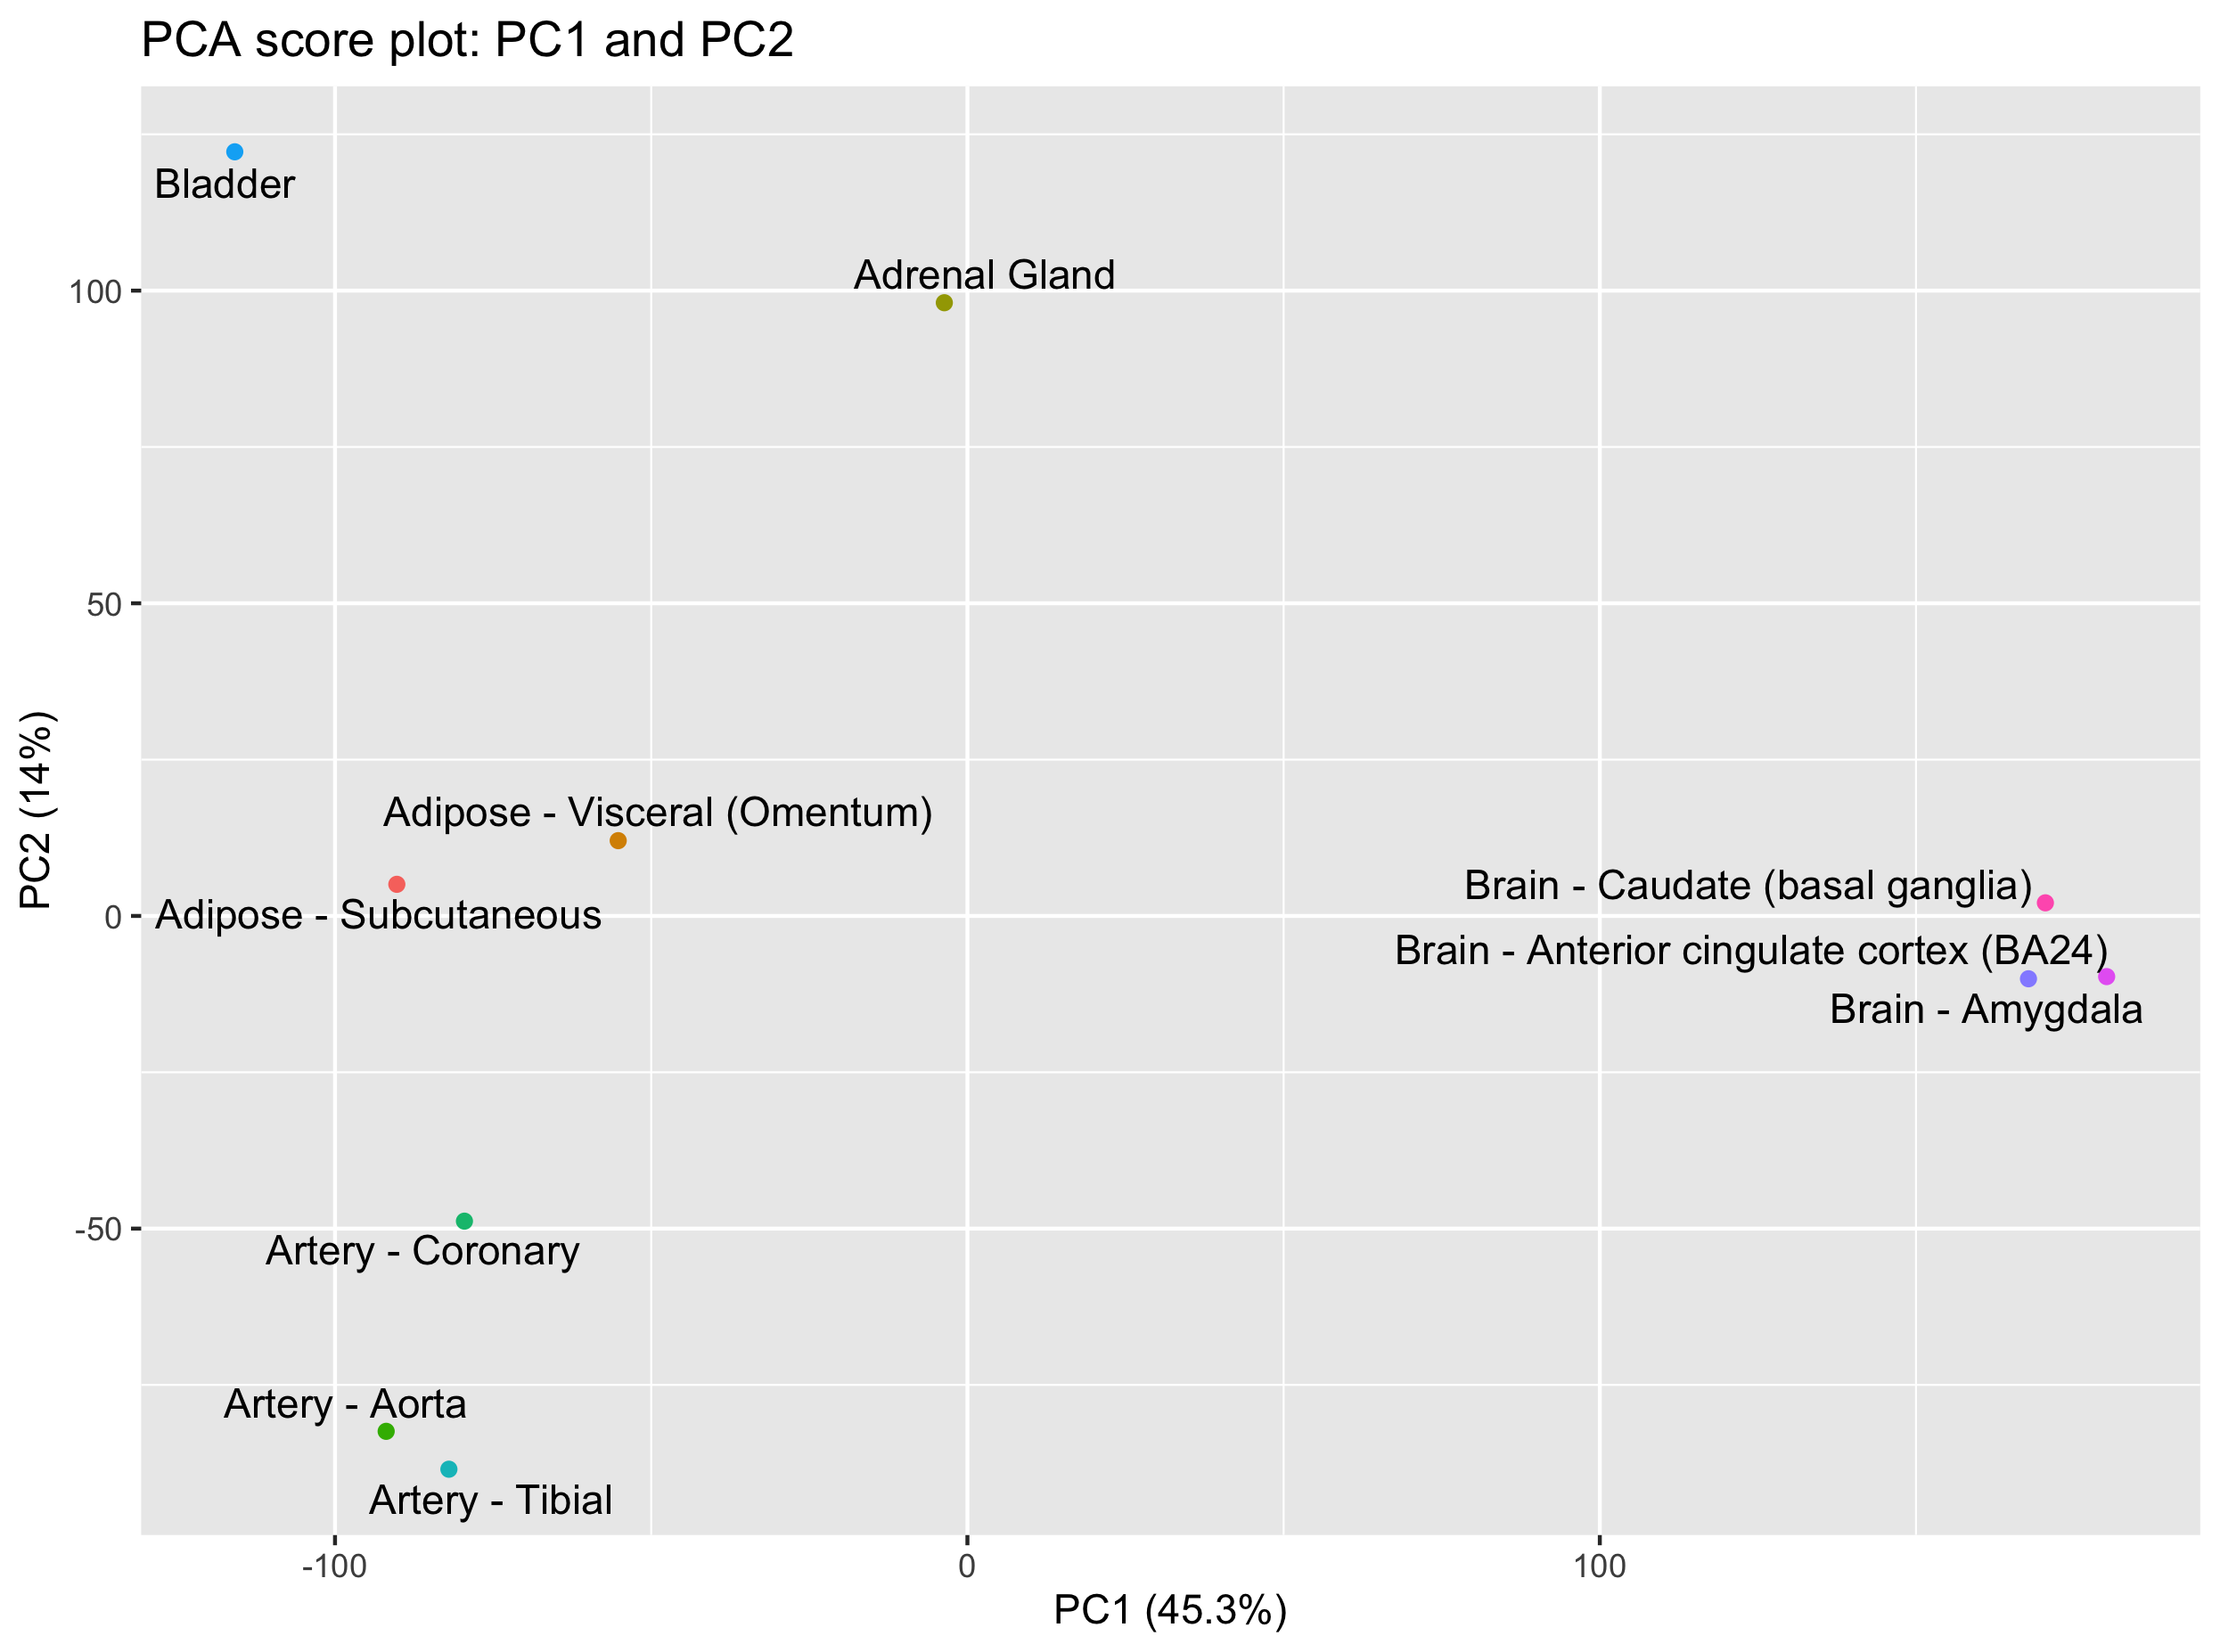 PCA score plot: PC1 and PC2
Bladder
Adrenal Gland
100
50
Adipose - Visceral (Omentum)
Brain - Caudate (basal ganglia)
Adipose - Subcutaneous
0
Brain - Anterior cingulate cortex (BA24)
Brain - Amygdala
-50
Artery - Coronary
Artery - Aorta
Artery - Tibial
PC2 (14%)
-100
0
100
PC1 (45.3%)